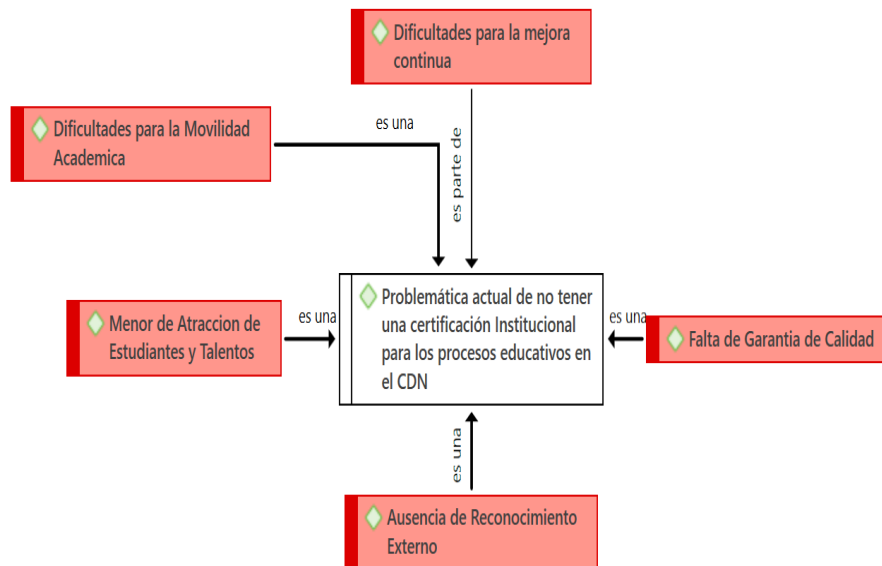 Dificultades para la mejora
continua
Dificultades para la Movilidad
Academica
es una
es parte de
Problemática actual de no tener
una certificación Institucional
para los procesos educativos en
el CDN
Menor de Atraccion de
Estudiantes y Talentos
es una
es una
Falta de Garantia de Calidad
es una
Ausencia de Reconocimiento
Externo